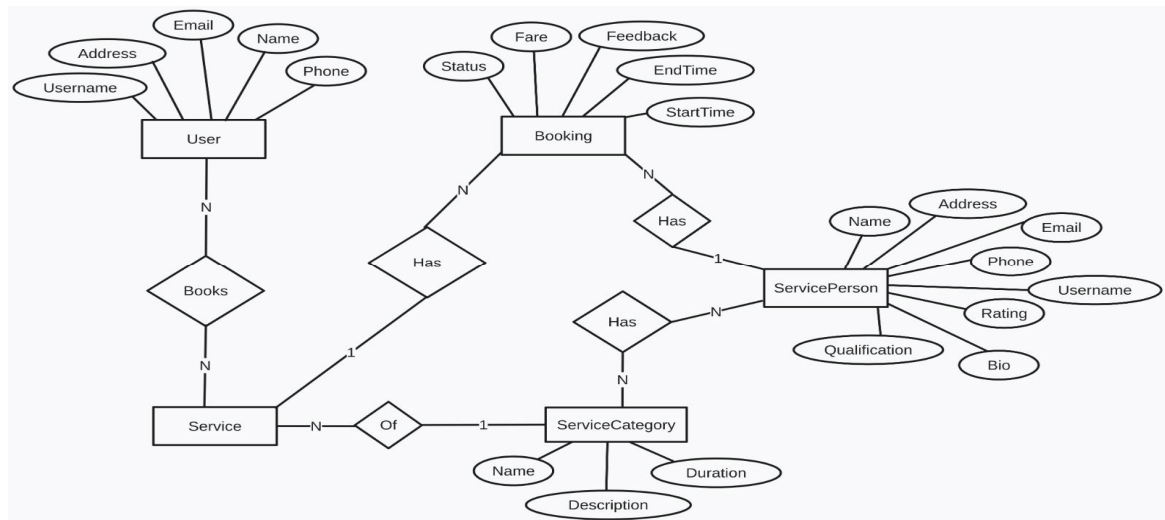 Email
Name
Address
Phone
Username
User
Fare
Feedback
Status
EndTime
StartTime
Booking
N
N
N
Has
Name
Address
Email
Phone
Username
Rating
Bio
Qualification
ServicePerson
1
Has
Books
Has
N
1
N
N
Service
N
Of
1
ServiceCategory
Name
Duration
Description